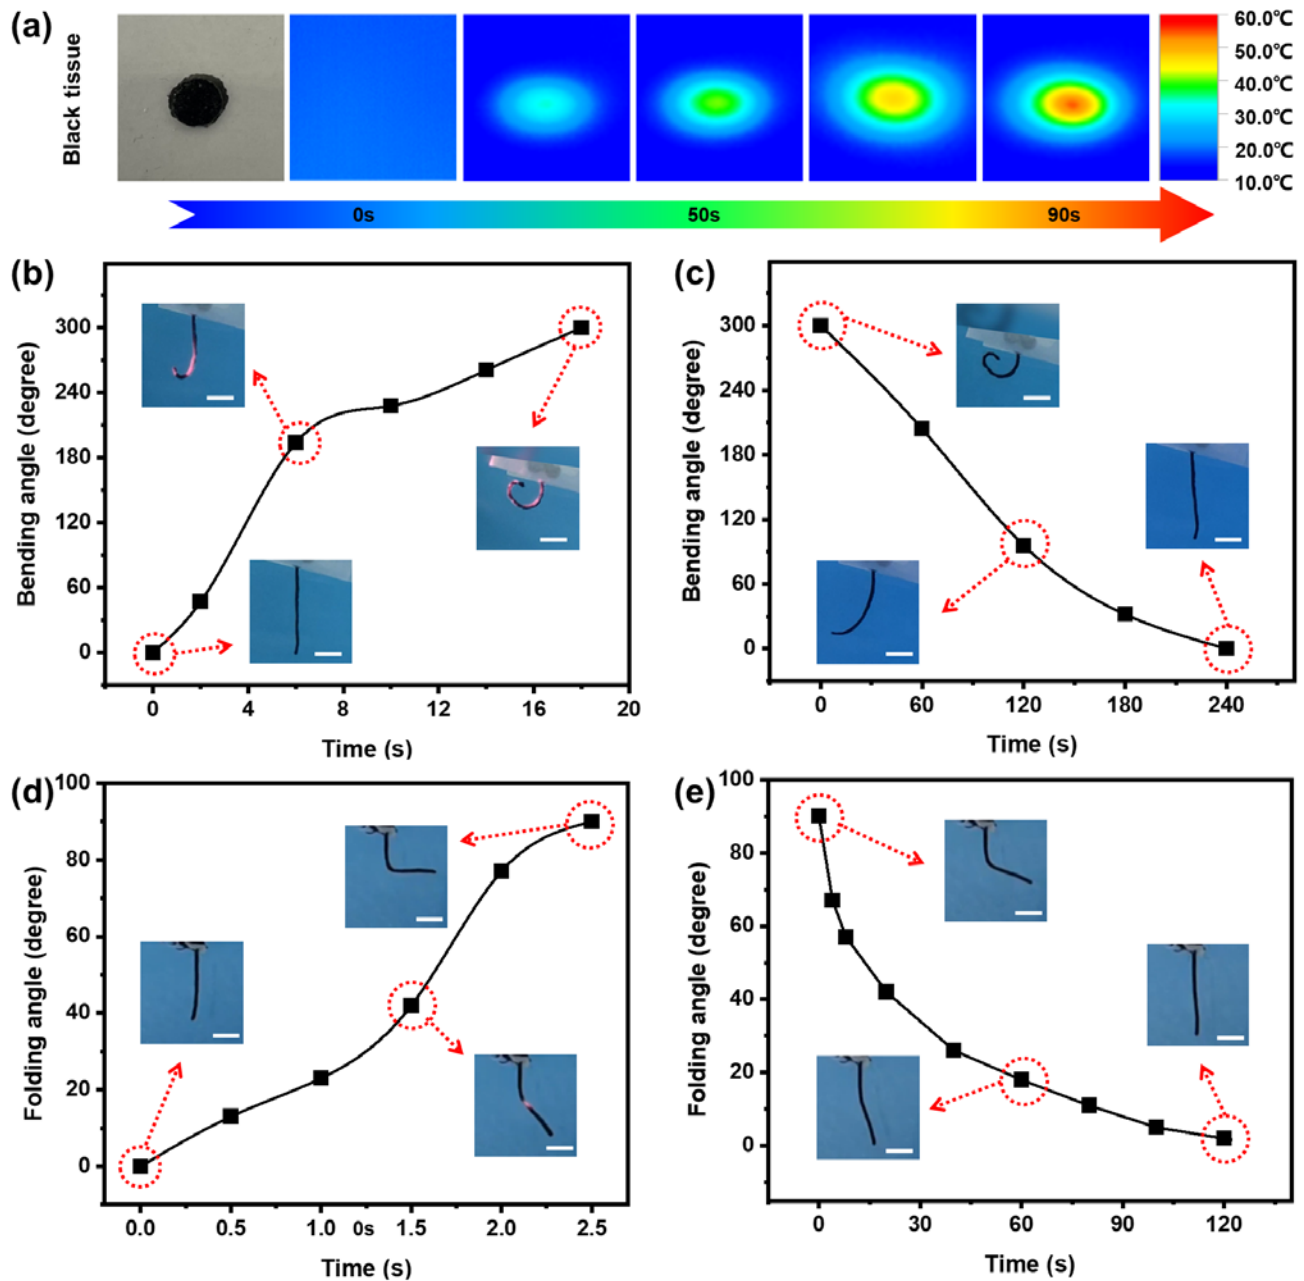 (a)
Black tissue
60.0℃
50.0℃
40.0℃
30.0℃
20.0℃
10.0℃
0s 50s 90s
(b)
Bending angle (degree)
300
240
180
120
60
0
0 4 8 12 16 20
Time (s)
(c)
Bending angle (degree)
300
240
180
120
60
0
0 60 120 180 240
Time (s)
(d)
Folding angle (degree)
100
80
60
40
20
0
0.0 0.5 1.0 0s 1.5 2.0 2.5
Time (s)
(e)
Folding angle (degree)
100
80
60
40
20
0
0 30 60 90 120
Time (s)